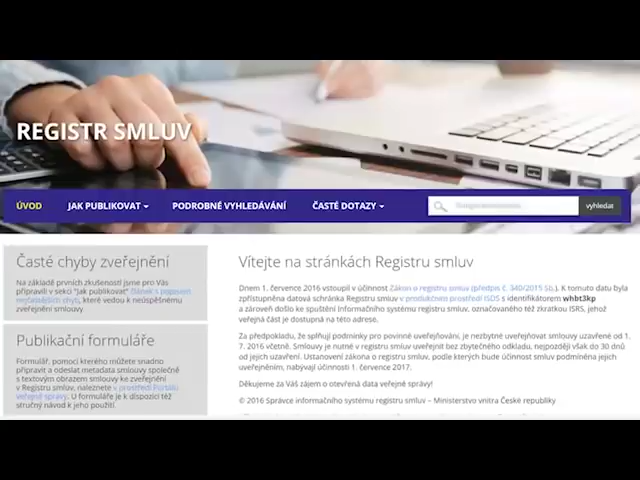 REGISTR SMLUV
ÚVOD
JAK PUBLIKOVAT
PODROBNÉ VYHLEDÁVÁNÍ
ČASTÉ DOTAZY
vyhledat
Časté chyby zveřejnění
Na základě prvních zkušeností jsme pro Vás
připravili v sekci "Jak publikovat" článek s popisem
nejčastějších chyb, které vedou k neúspěšnému
zveřejnění smlouvy.
Publikační formuláře
Formulář, pomocí kterého můžete snadno
připravit a odeslat metadata smlouvy společně
s textovým obrazem smlouvy ke zveřejnění
v Registru smluv, naleznete v prostředí Portálu
veřejné správy. U formuláře je k dispozici též
stručný návod k jeho použití.
Vítejte na stránkách Registru smluv
Dnem 1. července 2016 vstoupil v účinnost Zákon o registru smluv (předpis č. 340/2015 Sb.). K tomuto datu byla
zpřístupněna datová schránka Registru smluv v produkčním prostředí ISDS s identifikátorem whbt3kp
a zároveň došlo ke spuštění informačního systému registru smluv, označovaného též zkratkou ISRS, jehož
veřejná část je dostupná na této adrese.
Za předpokladu, že splňují podmínky pro povinné uveřejňování, je nezbytné uveřejňovat smlouvy uzavřené od 1.
7. 2016 včetně. Smlouvy je nutné uveřejnit bez zbytečného odkladu, nejpozději však do 30 dnů
od jejich uzavření. Ustanovení zákona o registru smluv, podle kterých bude účinnost smluv podmíněna jejich
uveřejněním, nabývají účinnosti 1. července 2017.
Děkujeme za Váš zájem o otevřená data veřejné správy!
© 2016 Správce informačního systému registru smluv – Ministerstvo vnitra České republiky